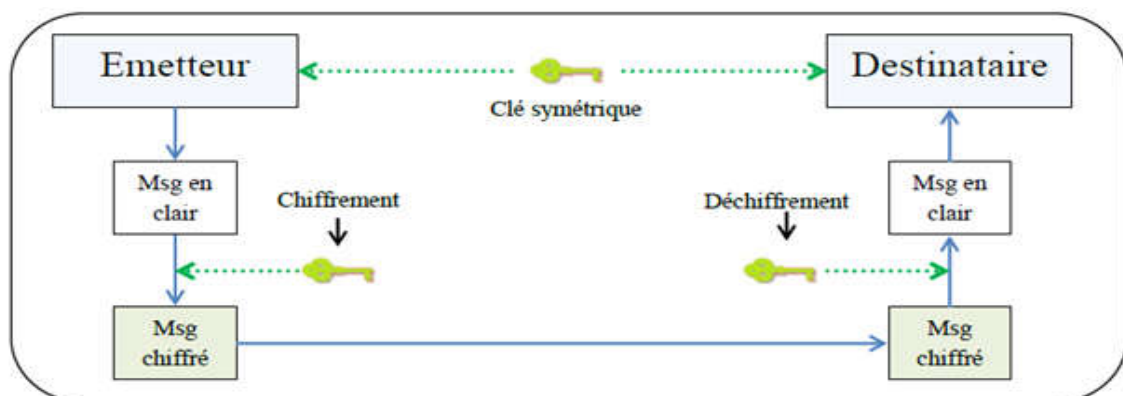 Emetteur
Destinataire
Clé symétrique
Msg en
clair
Chiffrement
Déchiffrement
Msg en
clair
Msg
chiffré
Msg
chiffré